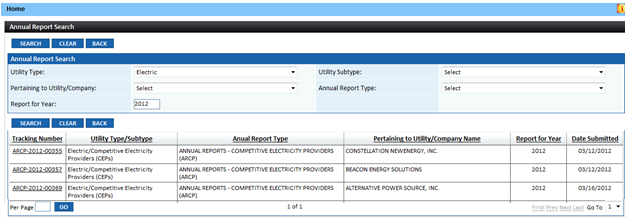 Home
Annual Report Search
SEARCH CLEAR BACK
Annual Report Search
Utility Type: Electric Utility Subtype: Select
Pertaining to Utility/Company: Select Annual Report Type: Select
Report for Year: 2012
SEARCH CLEAR BACK
Tracking Number Utility Type/Subtype Anual Report Type Pertaining to Utility/Company Name Report for Year Date Submitted
ARCP-2012-00355 Electric/Competitive Electricity Providers (CEPs) ANNUAL REPORTS - COMPETITIVE ELECTRICITY PROVIDERS (ARCP) CONSTELLATION NEWENERGY, INC. 2012 03/12/2012
ARCP-2012-00357 Electric/Competitive Electricity Providers (CEPs) ANNUAL REPORTS - COMPETITIVE ELECTRICITY PROVIDERS (ARCP) BEACON ENERGY SOLUTIONS 2012 03/12/2012
ARCP-2012-00369 Electric/Competitive Electricity Providers (CEPs) ANNUAL REPORTS - COMPETITIVE ELECTRICITY PROVIDERS (ARCP) ALTERNATIVE POWER SOURCE, INC. 2012 03/16/2012
Per Page GO 1 of 1 First Prev Next Last Go To 1